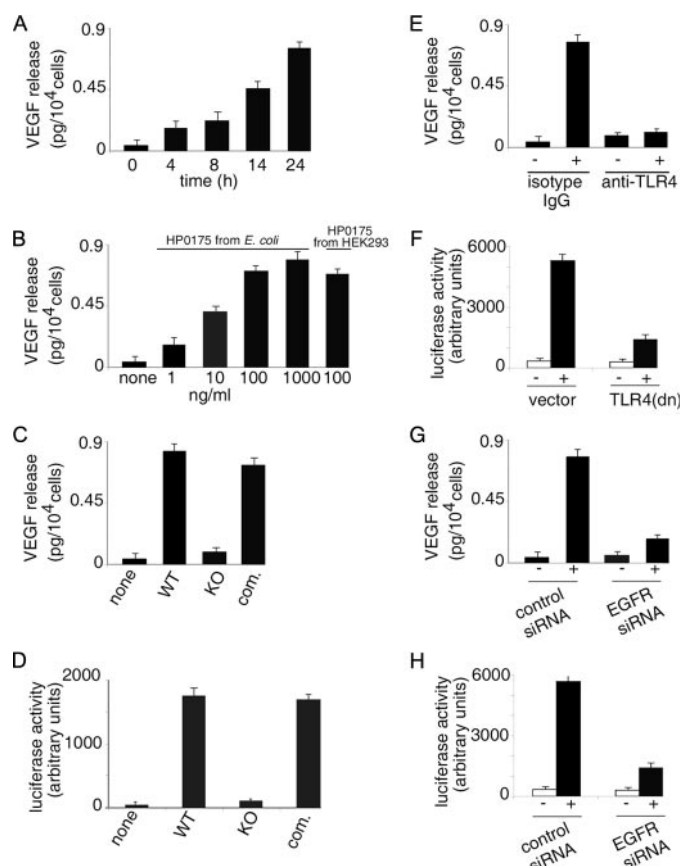 A
VEGF release
(pg/10⁴cells)
0.9
0.45
0
0 4 8 14 24
time (h)
B
HP0175 from E. coli
HP0175
from HEK293
VEGF release
(pg/10⁴cells)
0.9
0.45
0
none 1 10 100 1000 100
ng/ml
C
VEGF release
(pg/10⁴cells)
0.9
0.45
0
none WT KO com.
D
luciferase activity
(arbitrary units)
2000
1000
0
none WT KO com.
E
VEGF release
(pg/10⁴cells)
0.9
0.45
0
- + - +
isotype
IgG
anti-TLR4
F
luciferase activity
(arbitrary units)
6000
3000
0
- + - +
vector TLR4(dn)
G
VEGF release
(pg/10⁴cells)
0.9
0.45
0
- + - +
control
siRNA
EGFR
siRNA
H
luciferase activity
(arbitrary units)
6000
3000
0
- + - +
control
siRNA
EGFR
siRNA